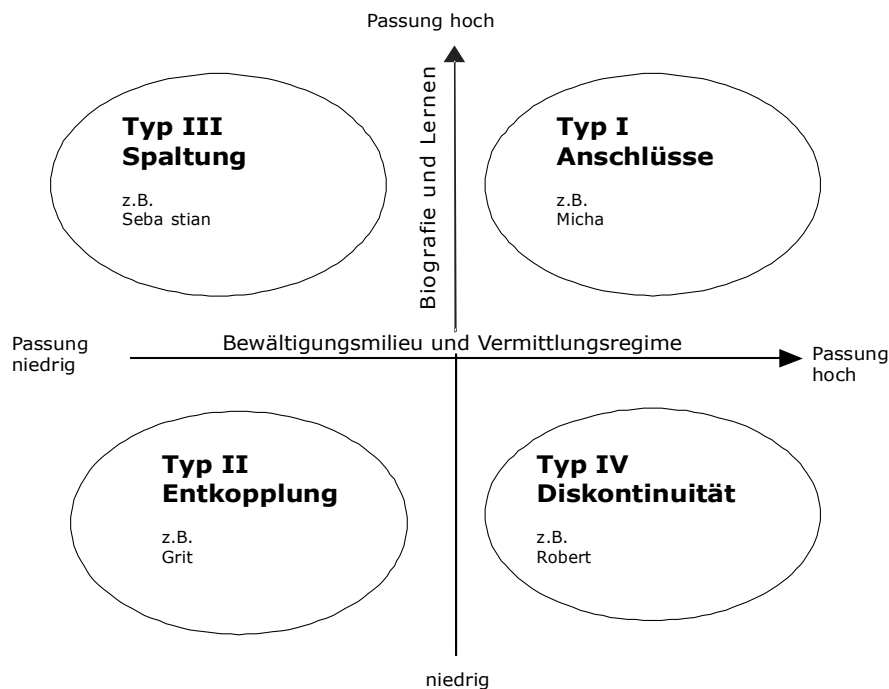 Passung hoch
Typ III
Spaltung
z.B.
Seba stian
Biografie und Lernen
Typ I
Anschlüsse
z.B.
Micha
Passung
niedrig
Bewältigungsmilieu und Vermittlungsregime
Passung
hoch
Typ II
Entkopplung
z.B.
Grit
Typ IV
Diskontinuität
z.B.
Robert
niedrig